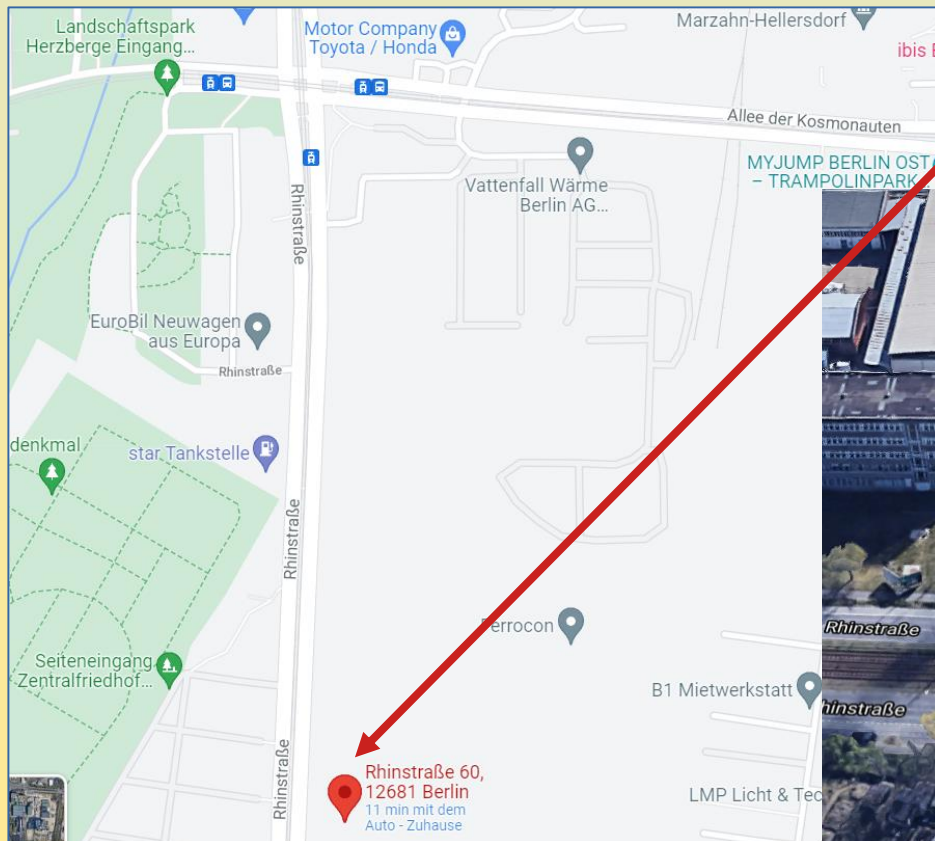 Landschaftspark
Herzberge Eingang...
Motor Company
Toyota / Honda
Marzahn-Hellersdorf
ibis
Allee der Kosmonauten
MYJUMP BERLIN OST
– TRAMPOLINPARK
Vattenfall Wärme
Berlin AG...
Rhinstraße
EuroBil Neuwagen
aus Europa
Rhinstraße
denkmal
star Tankstelle
Rhinstraße
Rhinstraße
Seiteneingang
Zentralfriedhof...
Ferrocon
B1 Mietwerkstatt
hinstraße
Rhinstraße
Rhinstraße 60,
12681 Berlin
11 min mit dem
Auto - Zuhause
LMP Licht & Tec